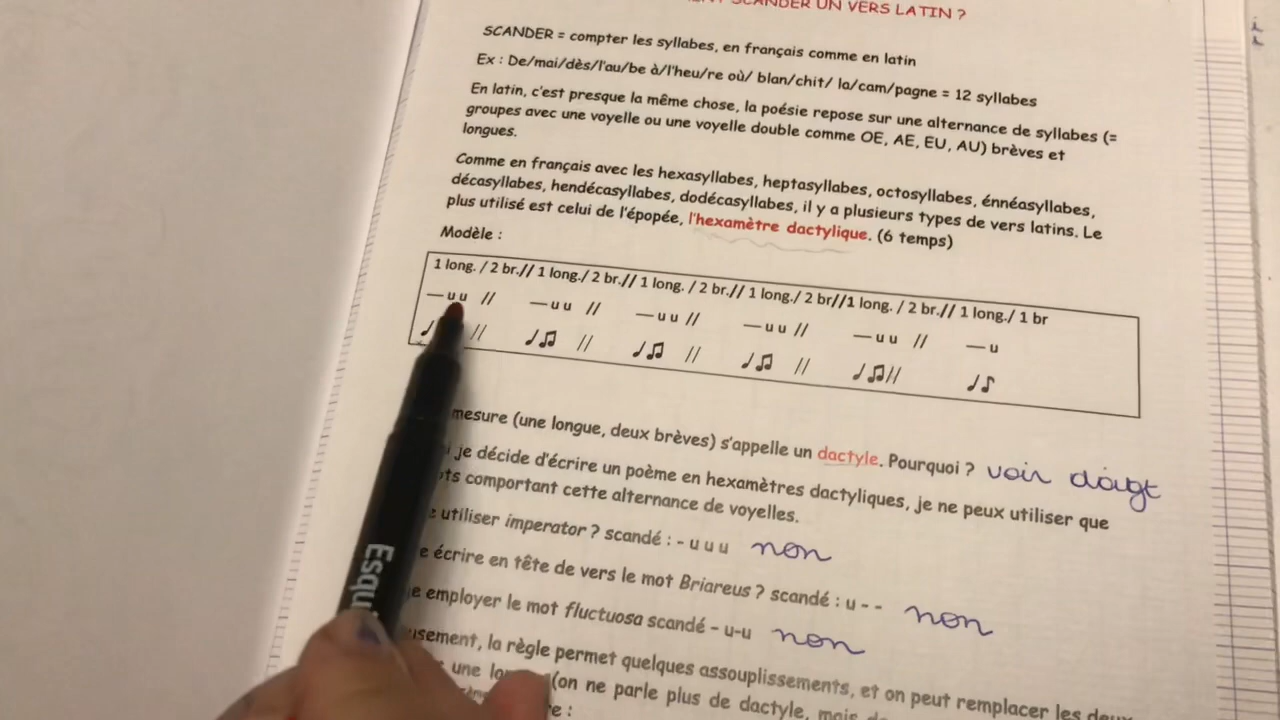 SCANDER UN VERS LATIN ?
SCANDER = compter les syllabes, en français comme en latin
Ex : De/mai/dès/l'au/be à/l'heu/re où/ blan/chit/ la/cam/pagne = 12 syllabes
En latin, c'est presque la même chose, la poésie repose sur une alternance de syllabes (=
groupes avec une voyelle ou une voyelle double comme OE, AE, EU, AU) brèves et
longues.
Comme en français avec les hexasyllabes, heptasyllabes, octosyllabes, énnéasyllabes,
décasyllabes, hendécasyllabes, dodécasyllabes, il y a plusieurs types de vers latins. Le
plus utilisé est celui de l'épopée, l'hexamètre dactylique. (6 temps)
Modèle :
1 long. / 2 br.// 1 long./ 2 br.// 1 long. / 2 br.// 1 long./ 2 br//1 long. / 2 br.// 1 long./ 1 br
— u u // — u u // — u u // — u u // — u u // — u
♩ // ♩♫ // ♩♫ // ♩♫ // ♩♫// ♩♪
mesure (une longue, deux brèves) s'appelle un dactyle. Pourquoi ? voir doigt
je décide d'écrire un poème en hexamètres dactyliques, je ne peux utiliser que
comportant cette alternance de voyelles.
utiliser imperator ? scandé : - u u u non
écrire en tête de vers le mot Briareus ? scandé : u - - non
employer le mot fluctuosa scandé - u-u non
la règle permet quelques assouplissements, et on peut remplacer les
une (on ne parle plus de dactyle, mais